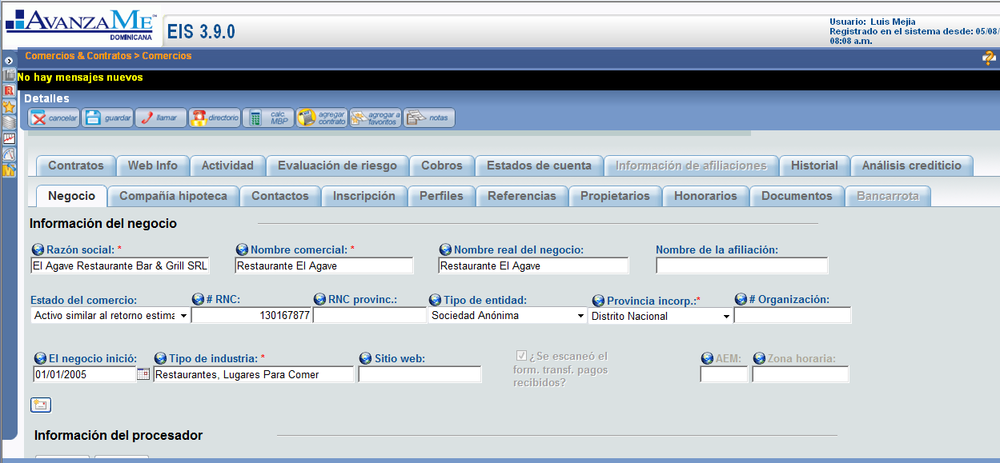 AVANZAME™
DOMINICANA
EIS 3.9.0
Usuario: Luis Mejia
Registrado en el sistema desde: 05/08/
08:08 a.m.
Comercios & Contratos > Comercios
No hay mensajes nuevos
Detalles
cancelar guardar llamar directorio calc. MBP agregar contrato agregar a favoritos notas
Contratos Web Info Actividad Evaluación de riesgo Cobros Estados de cuenta Información de afiliaciones Historial Análisis crediticio
Negocio Compañía hipoteca Contactos Inscripción Perfiles Referencias Propietarios Honorarios Documentos Bancarrota
Información del negocio
Razón social: * Nombre comercial: * Nombre real del negocio: Nombre de la afiliación:
El Agave Restaurante Bar & Grill SRL Restaurante El Agave Restaurante El Agave
Estado del comercio: # RNC: RNC provinc.: Tipo de entidad: Provincia incorp.:* # Organización:
Activo similar al retorno estima 130167877 Sociedad Anónima Distrito Nacional
El negocio inició: Tipo de industria: * Sitio web: ¿Se escaneó el form. transf. pagos recibidos? AEM: Zona horaria:
01/01/2005 Restaurantes, Lugares Para Comer
Información del procesador